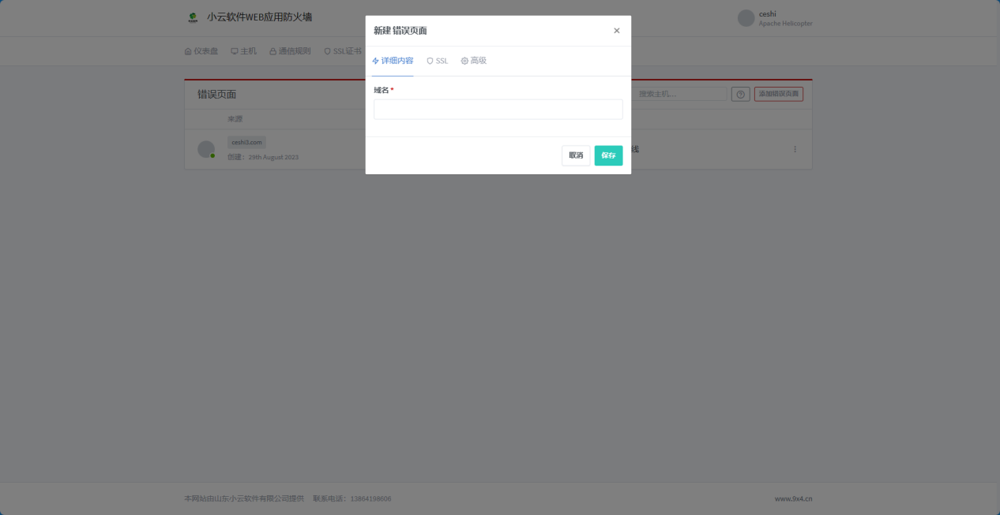 小云软件WEB应用防火墙
ceshi
Apache Helicopter
仪表盘 主机 通信规则 SSL证书
新建 错误页面
详细内容 SSL 高级
域名 *
取消 保存
错误页面
搜索主机...
添加错误页面
来源
ceshi3.com
创建：29th August 2023
线
本网站由山东小云软件有限公司提供 联系电话：13864198606
www.9x4.cn